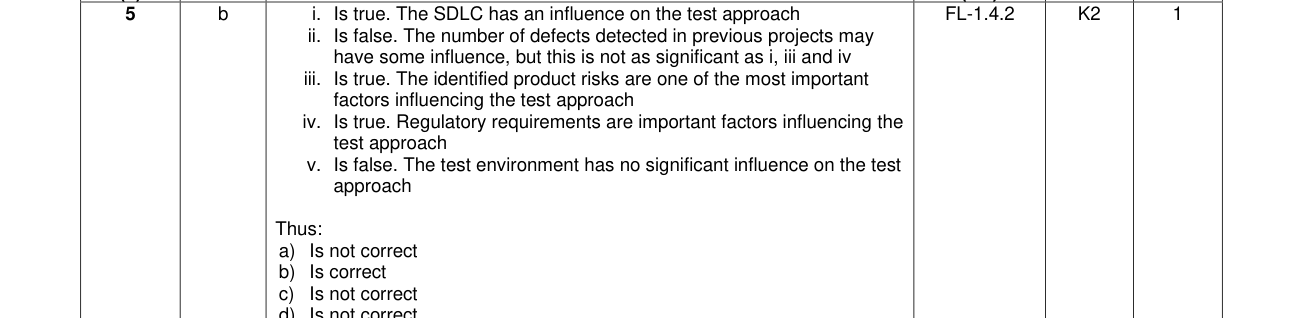 5 b i. Is true. The SDLC has an influence on the test approach FL-1.4.2 K2 1
ii. Is false. The number of defects detected in previous projects may
have some influence, but this is not as significant as i, iii and iv
iii. Is true. The identified product risks are one of the most important
factors influencing the test approach
iv. Is true. Regulatory requirements are important factors influencing the
test approach
v. Is false. The test environment has no significant influence on the test
approach
Thus:
a) Is not correct
b) Is correct
c) Is not correct
d) Is not correct